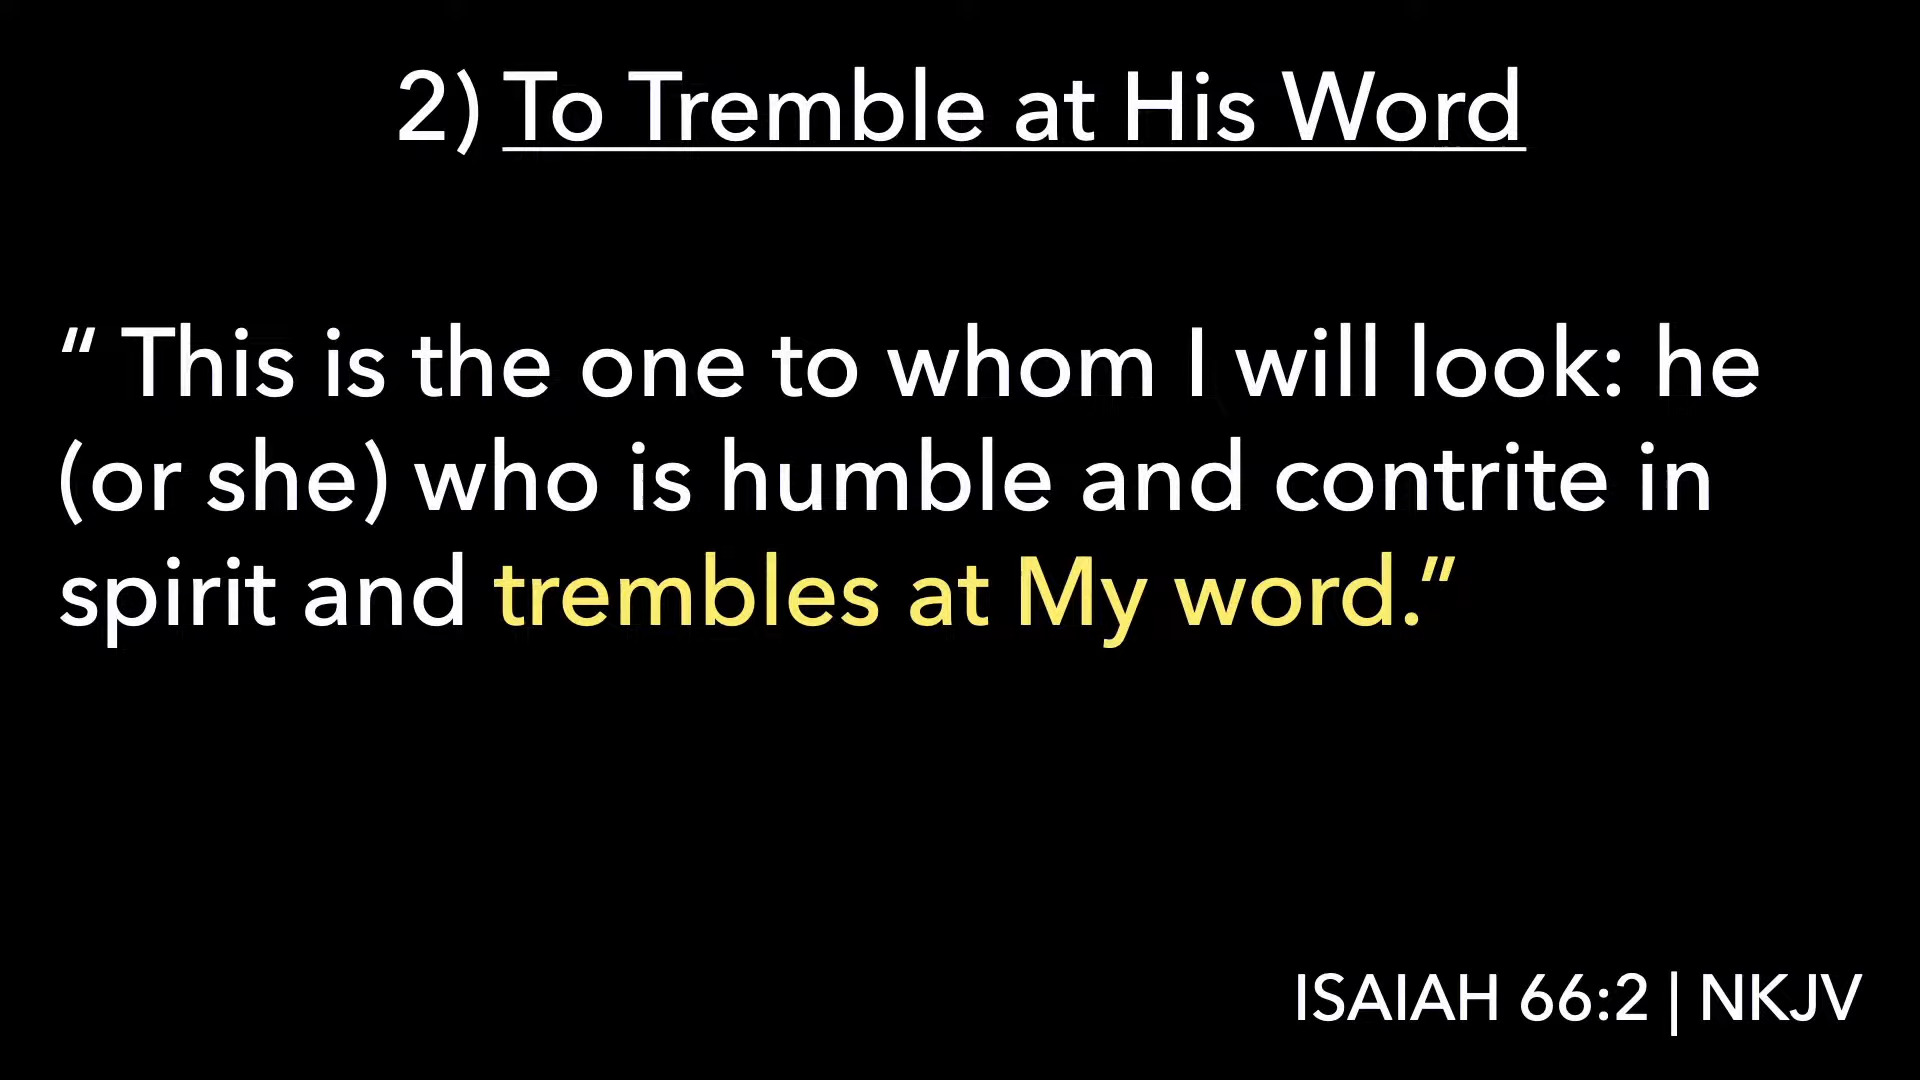 2) To Tremble at His Word
“ This is the one to whom I will look: he
(or she) who is humble and contrite in
spirit and trembles at My word.”
ISAIAH 66:2 | NKJV